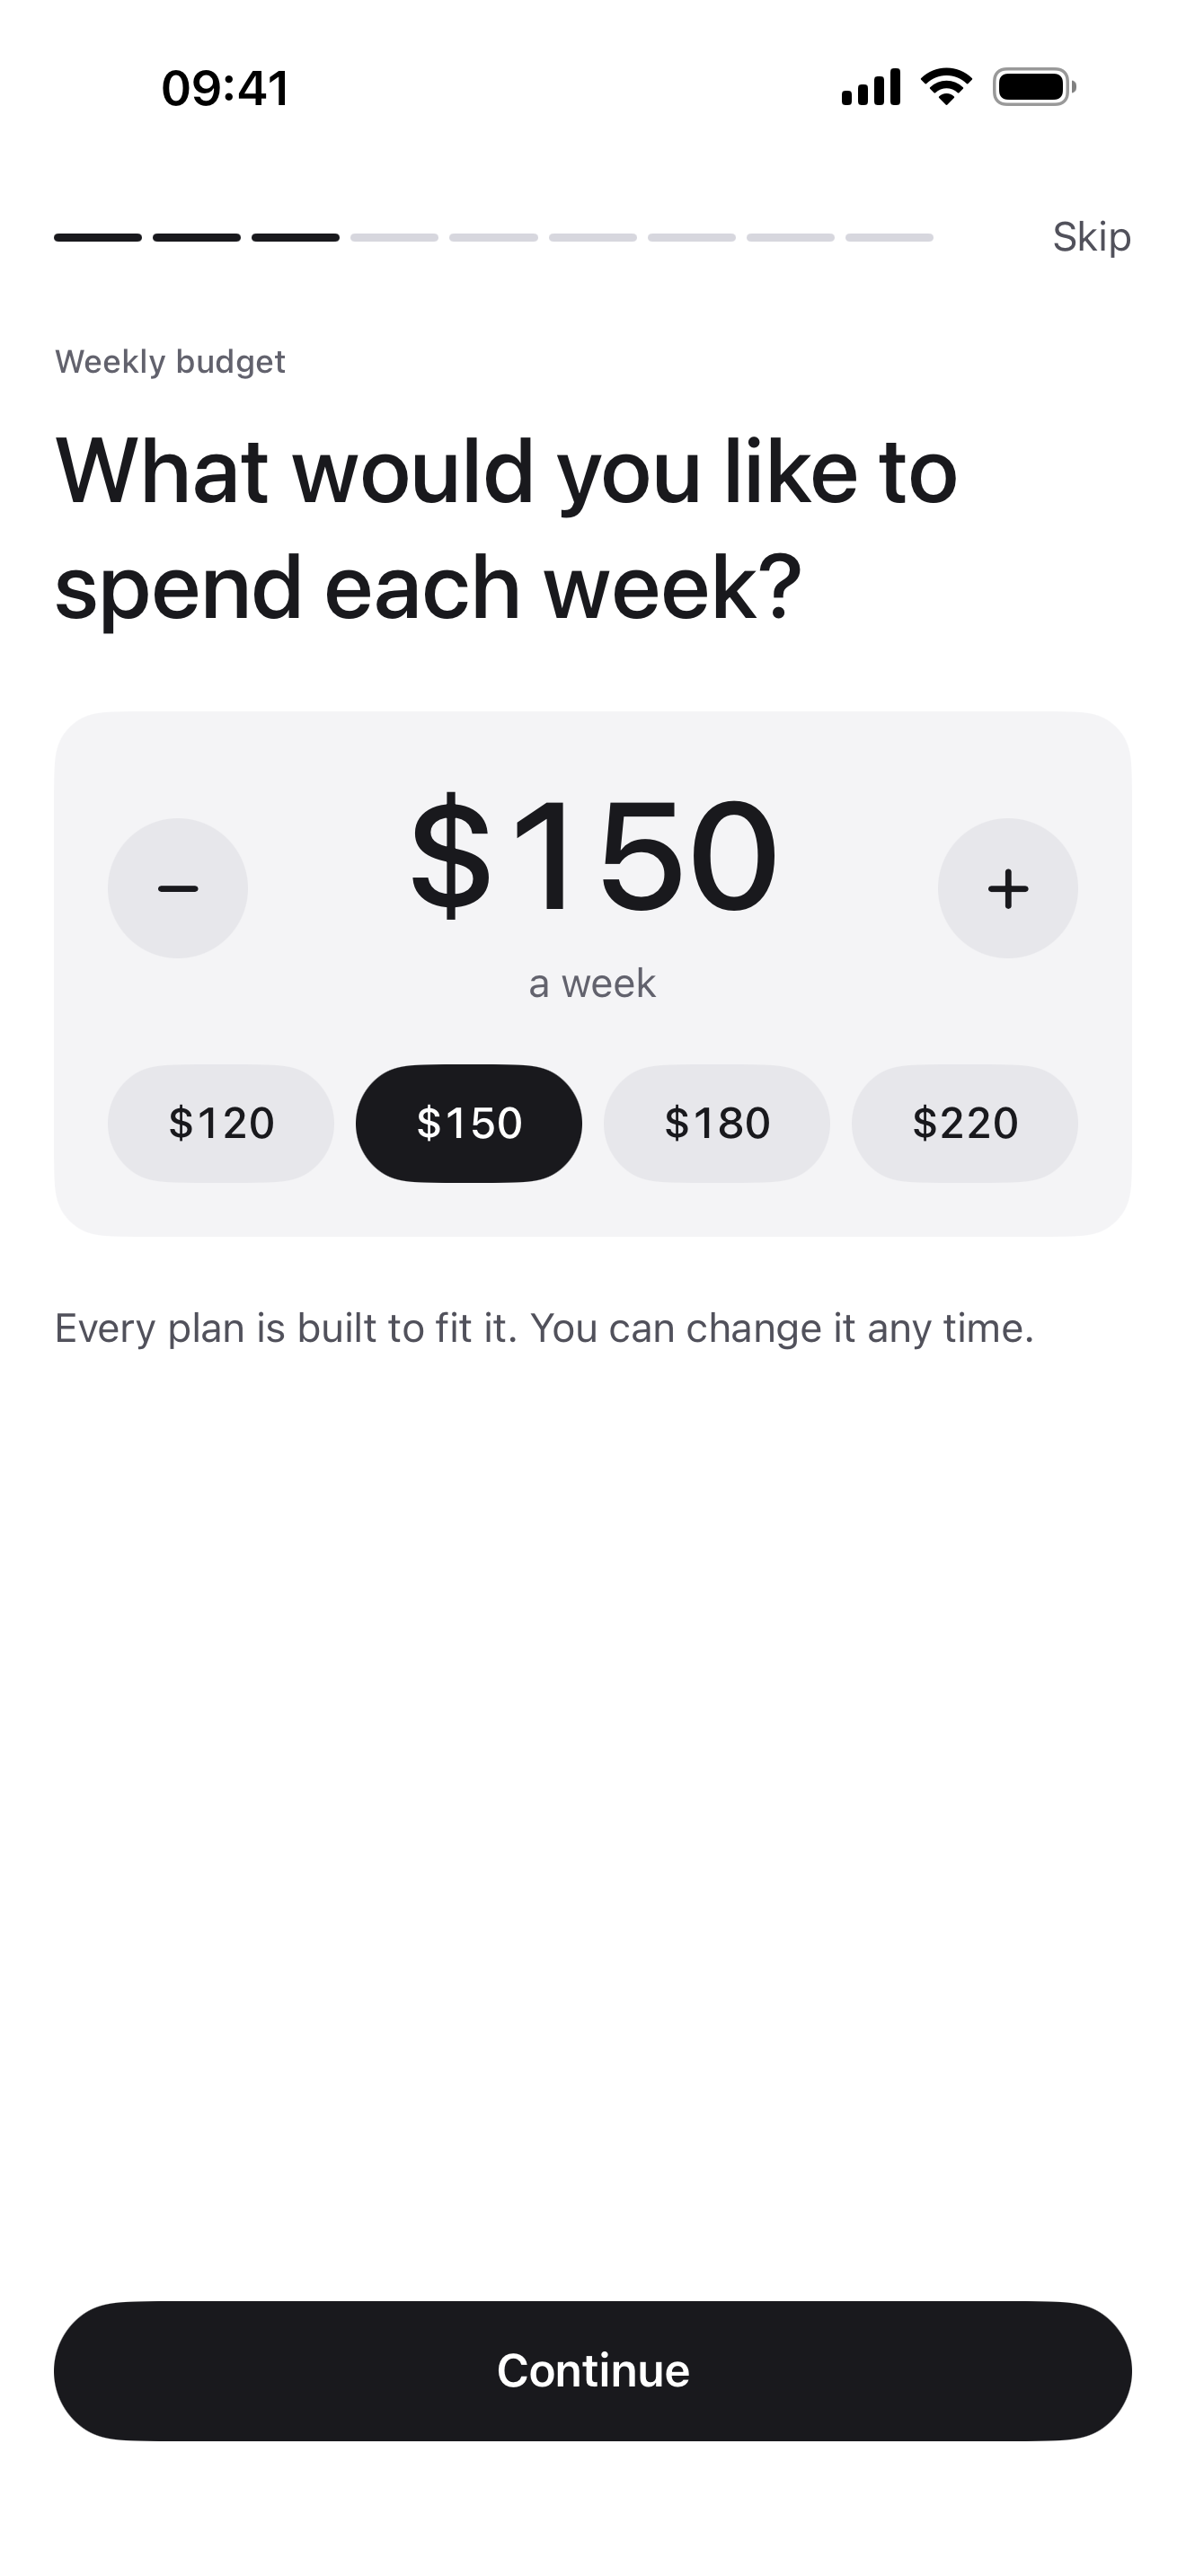 09:41
Skip
Weekly budget
What would you like to
spend each week?
$150
a week
$120 $150 $180 $220
Every plan is built to fit it. You can change it any time.
Continue